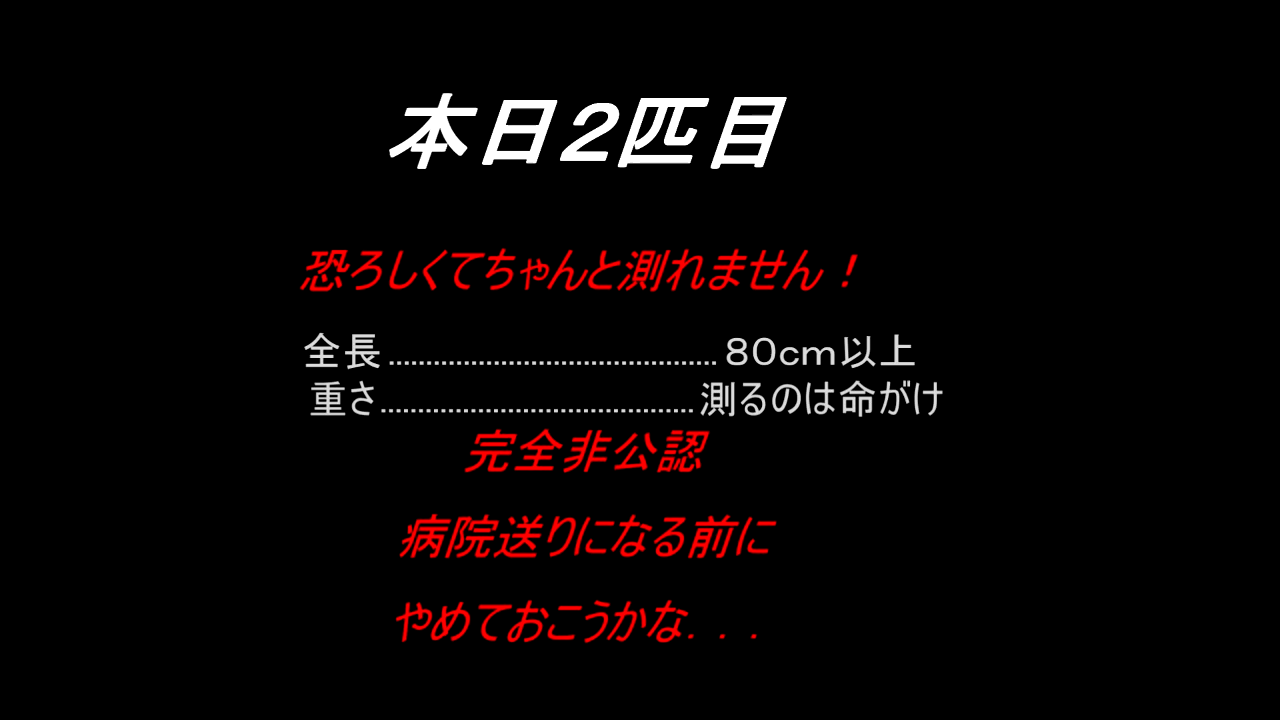 本日２匹目
恐ろしくてちゃんと測れません！
全長............................................ 80cm以上
重さ..........................................測るのは命がけ
完全非公認
病院送りになる前に
やめておこうかな...